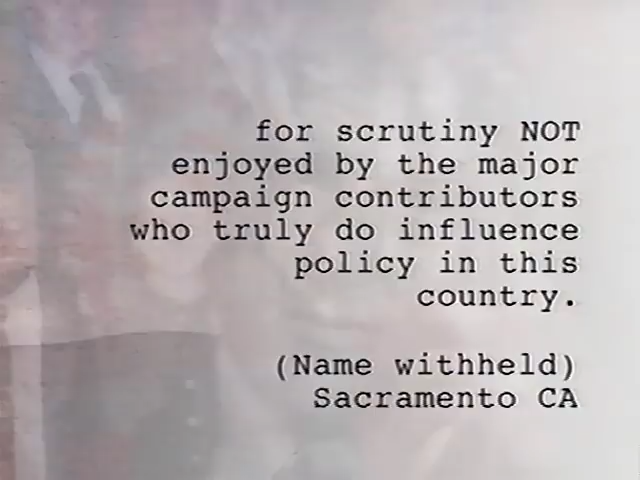 for scrutiny NOT
enjoyed by the major
campaign contributors
who truly do influence
policy in this
country.
(Name withheld)
Sacramento CA